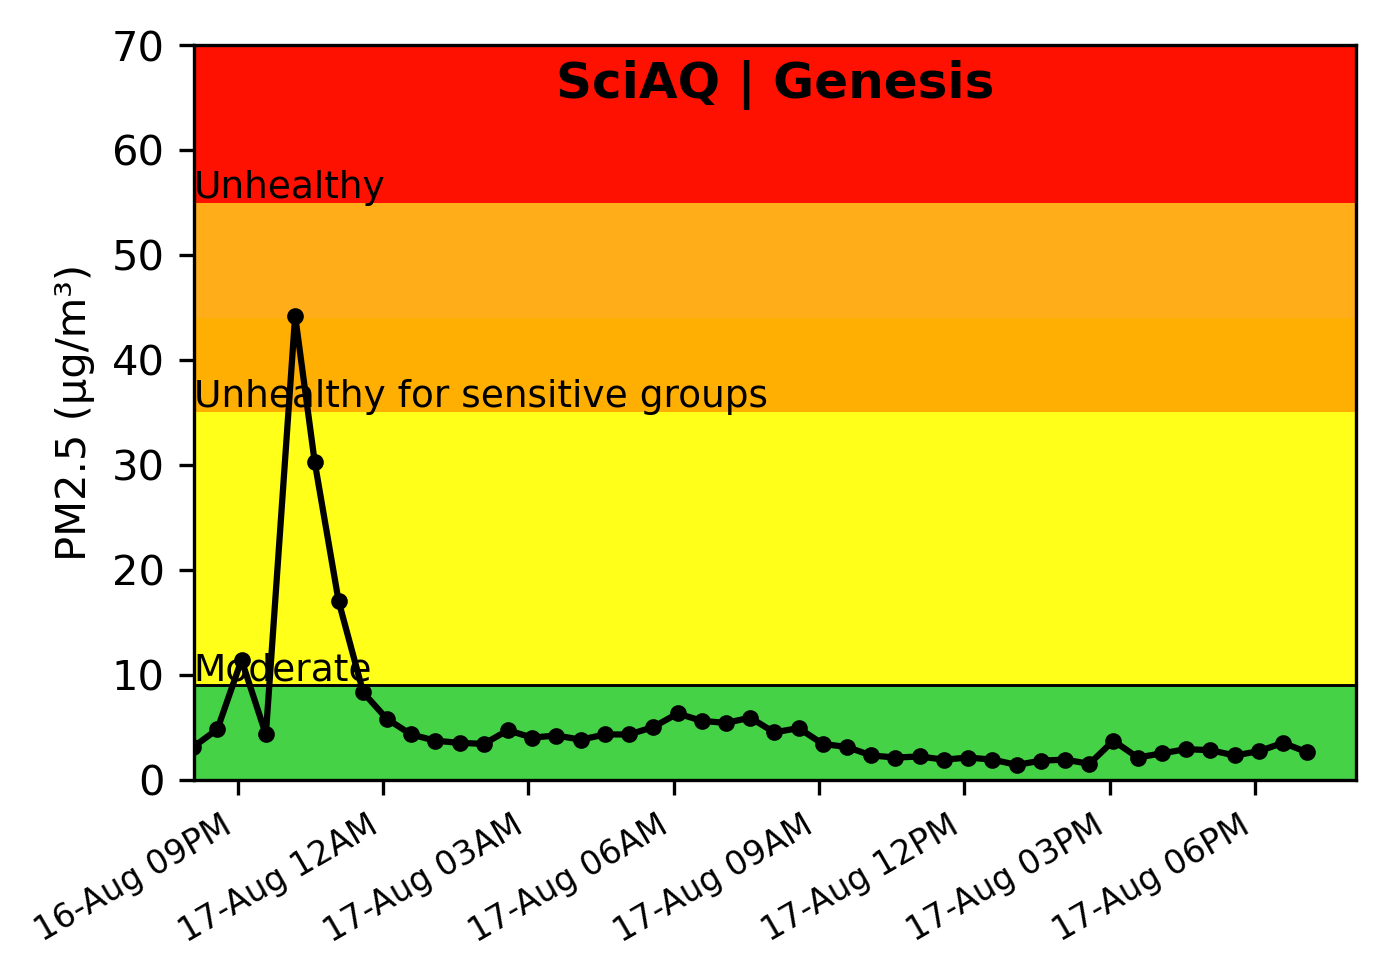 SciAQ | Genesis
PM2.5 (µg/m³)
70
60
50
40
30
20
10
0
Unhealthy
Unhealthy for sensitive groups
Moderate
16-Aug 09PM
17-Aug 12AM
17-Aug 03AM
17-Aug 06AM
17-Aug 09AM
17-Aug 12PM
17-Aug 03PM
17-Aug 06PM